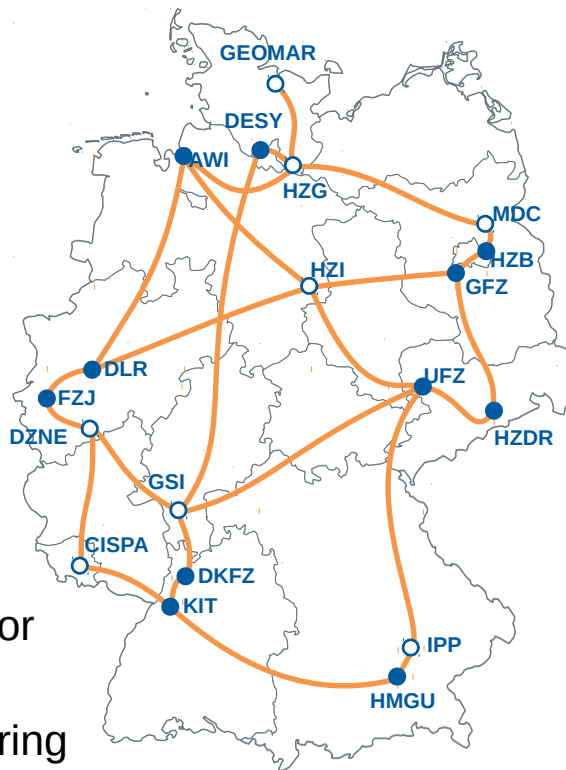 GEOMAR
DESY
AWI
HZG
MDC
HZB
HZI
GFZ
DLR
UFZ
FZJ
DZNE
HZDR
GSI
CISPA
DKFZ
KIT
or
IPP
HMGU
ring